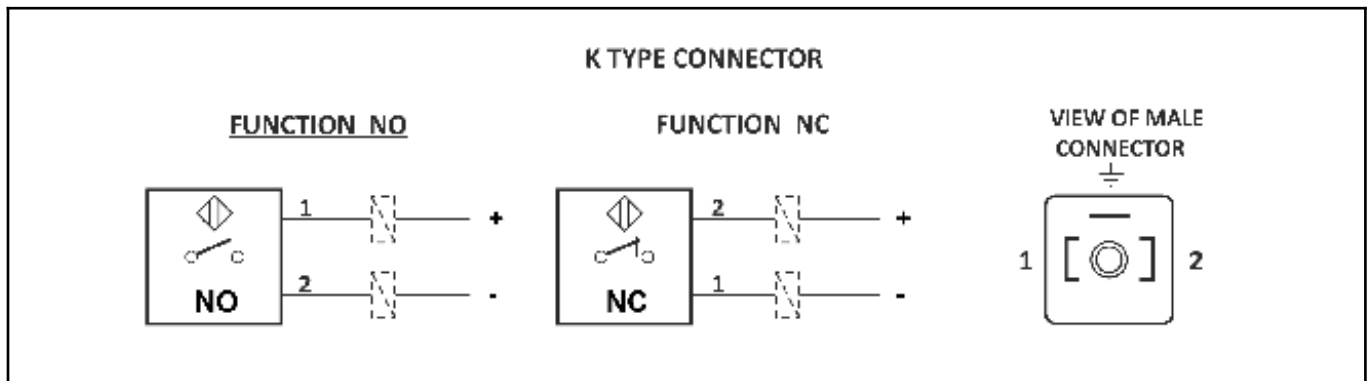 K TYPE CONNECTOR
FUNCTION NO
FUNCTION NC
VIEW OF MALE
CONNECTOR
1
+
2
-
NO
2
+
1
-
NC
1
2